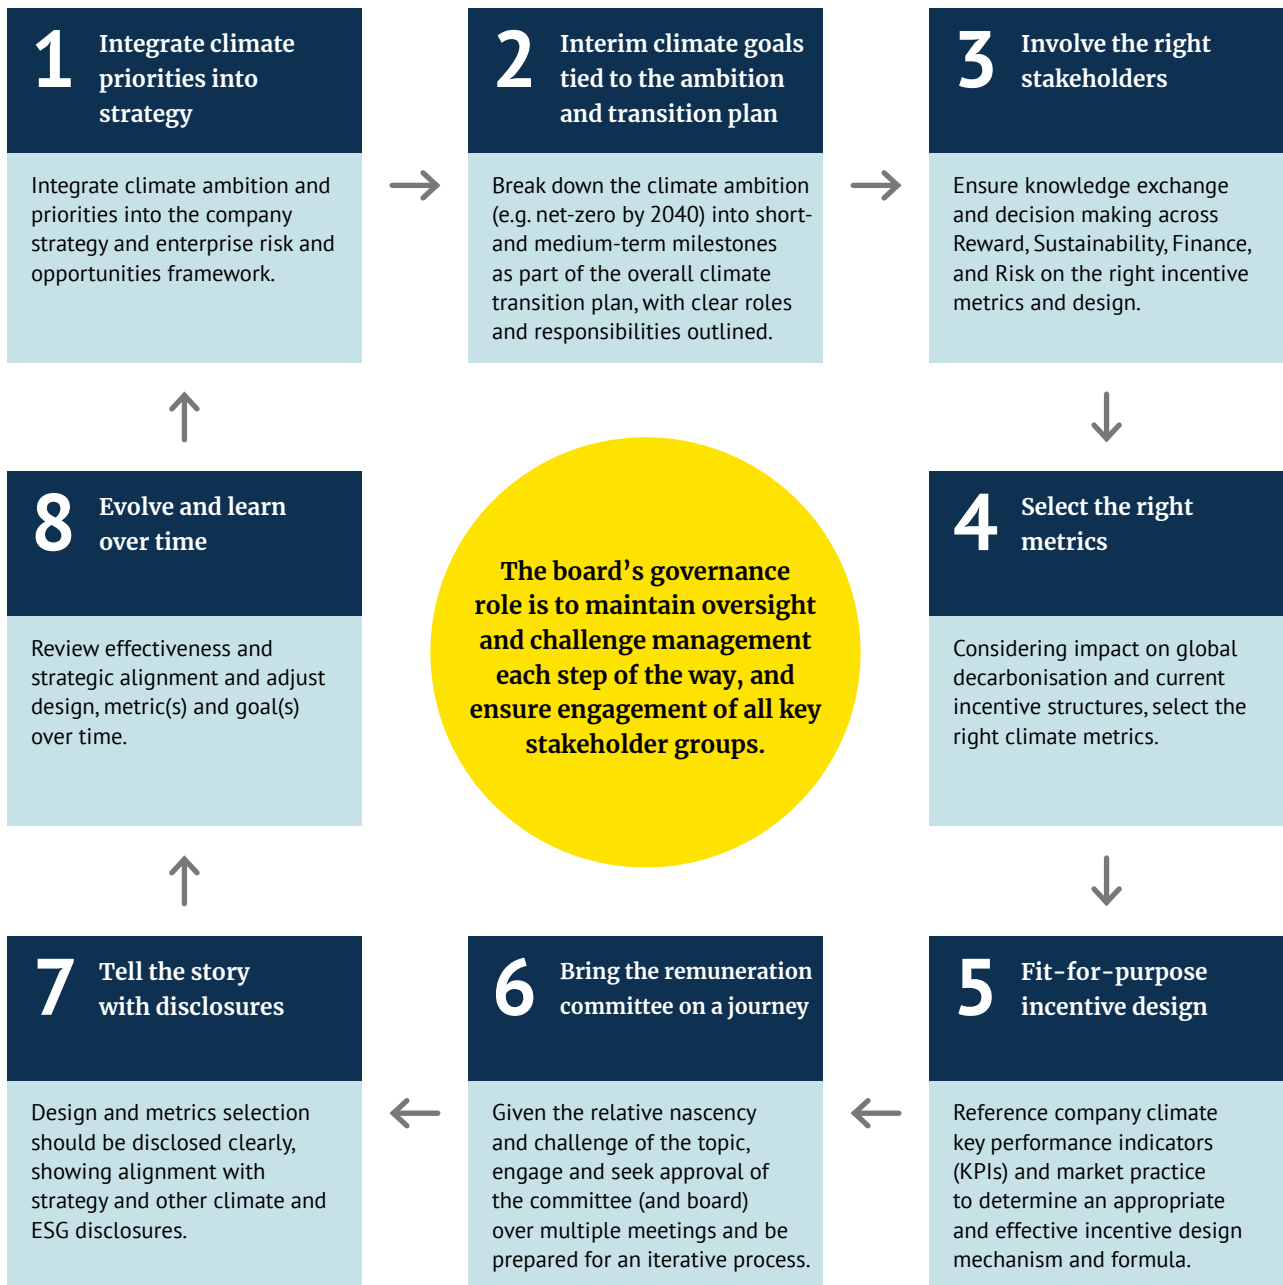 1
Integrate climate
priorities into
strategy
Integrate climate ambition and
priorities into the company
strategy and enterprise risk and
opportunities framework.
2
Interim climate goals
tied to the ambition
and transition plan
Break down the climate ambition
(e.g. net-zero by 2040) into short-
and medium-term milestones
as part of the overall climate
transition plan, with clear roles
and responsibilities outlined.
3
Involve the right
stakeholders
Ensure knowledge exchange
and decision making across
Reward, Sustainability, Finance,
and Risk on the right incentive
metrics and design.
4
Select the right
metrics
Considering impact on global
decarbonisation and current
incentive structures, select the
right climate metrics.
5
Fit-for-purpose
incentive design
Reference company climate
key performance indicators
(KPIs) and market practice
to determine an appropriate
and effective incentive design
mechanism and formula.
6
Bring the remuneration
committee on a journey
Given the relative nascency
and challenge of the topic,
engage and seek approval of
the committee (and board)
over multiple meetings and be
prepared for an iterative process.
7
Tell the story
with disclosures
Design and metrics selection
should be disclosed clearly,
showing alignment with
strategy and other climate and
ESG disclosures.
8
Evolve and learn
over time
Review effectiveness and
strategic alignment and adjust
design, metric(s) and goal(s)
over time.
The board’s governance
role is to maintain oversight
and challenge management
each step of the way, and
ensure engagement of all key
stakeholder groups.